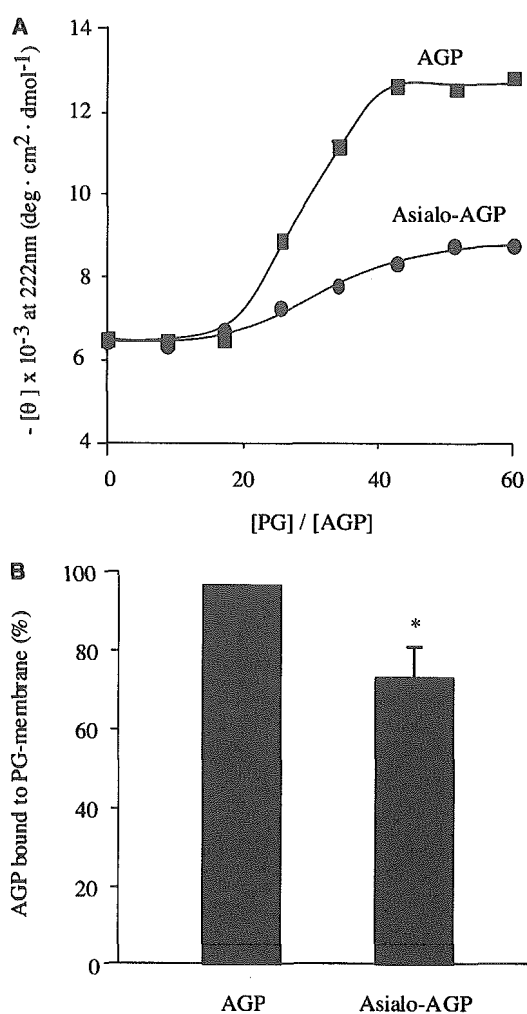 A
14
12
10
8
6
4
- [θ] x 10-3 at 222nm (deg · cm2 · dmol-1)
AGP
Asialo-AGP
0 20 40 60
[PG] / [AGP]
B
100
80
60
40
20
0
AGP bound to PG-membrane (%)
*
AGP Asialo-AGP